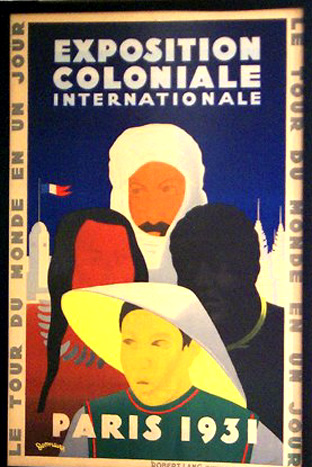 EXPOSITION
COLONIALE
INTERNATIONALE
LE TOUR DU MONDE EN UN JOUR
LE TOUR DU MONDE EN UN JOUR
PARIS 1931